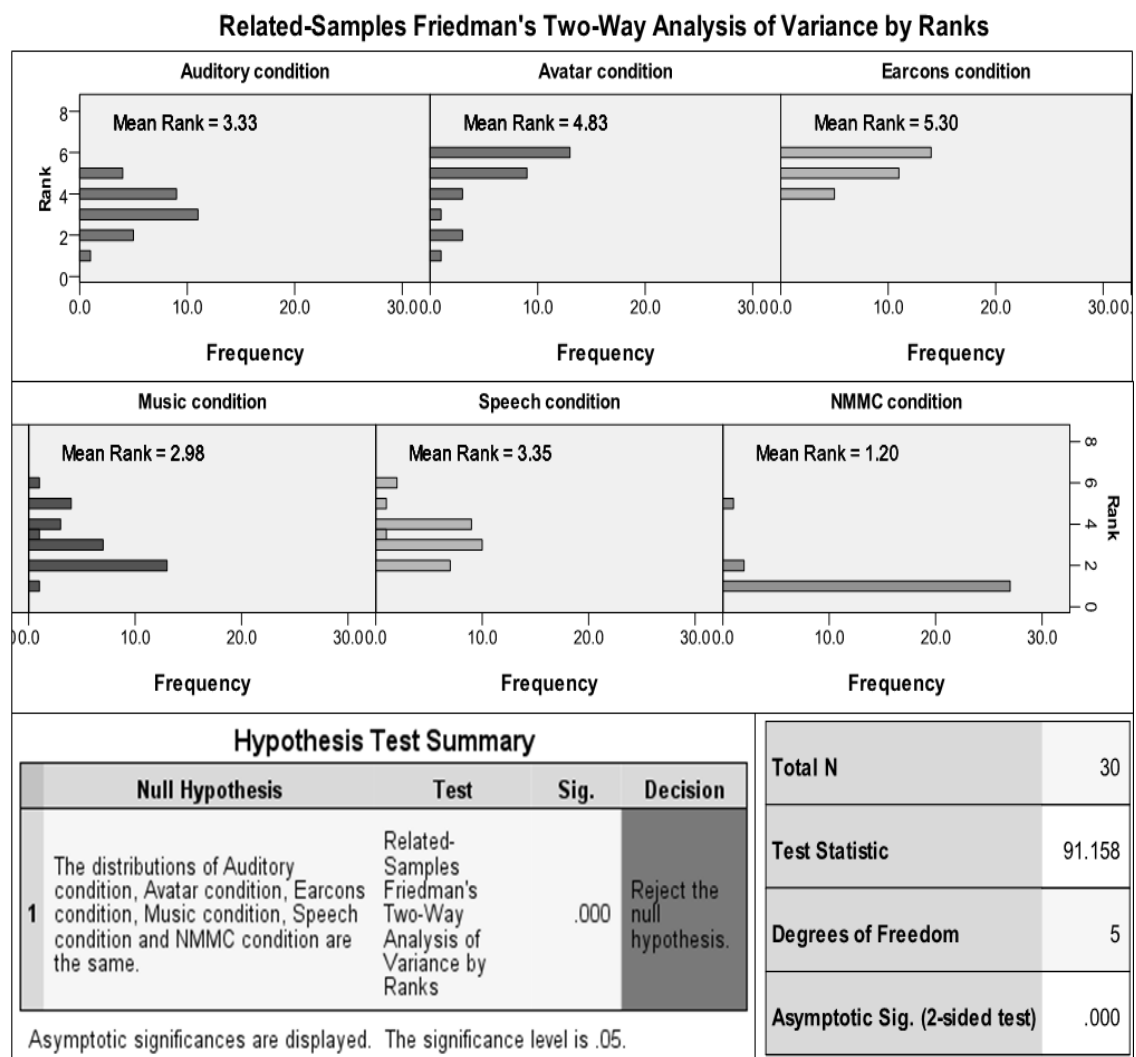 Related-Samples Friedman's Two-Way Analysis of Variance by Ranks
Auditory condition Avatar condition Earcons condition
Mean Rank = 3.33 Mean Rank = 4.83 Mean Rank = 5.30
Rank
8
6
4
2
0
0.0 10.0 20.0 30.00.0 10.0 20.0 30.00.0 10.0 20.0 30.00.
Frequency Frequency Frequency
Music condition Speech condition NMMC condition
Mean Rank = 2.98 Mean Rank = 3.35 Mean Rank = 1.20
8
6
4
2
0
Rank
00.0 10.0 20.0 30.00.0 10.0 20.0 30.00.0 10.0 20.0 30.0
Frequency Frequency Frequency
Hypothesis Test Summary
Null Hypothesis Test Sig. Decision
1
The distributions of Auditory
condition, Avatar condition, Earcons
condition, Music condition, Speech
condition and NMMC condition are
the same.
Related-
Samples
Friedman's
Two-Way
Analysis of
Variance by
Ranks
.000
Reject the
null
hypothesis.
Asymptotic significances are displayed. The significance level is .05.
Total N 30
Test Statistic 91.158
Degrees of Freedom 5
Asymptotic Sig. (2-sided test) .000